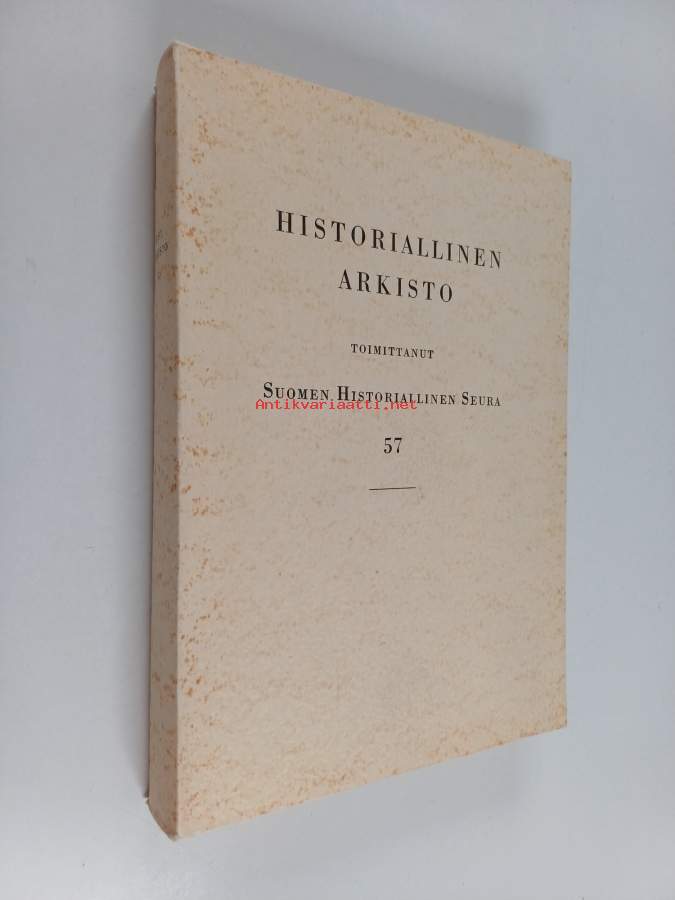 HISTORIALLINEN
ARKISTO
TOIMITTANUT
SUOMEN HISTORIALLINEN SEURA
Antikvariaatti.net
57